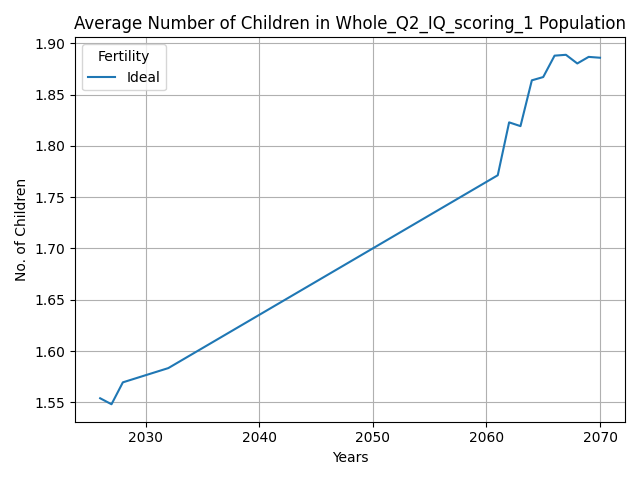 Average Number of Children in Whole_Q2_IQ_scoring_1 Population
Fertility
Ideal
No. of Children
1.90
1.85
1.80
1.75
1.70
1.65
1.60
1.55
2030 2040 2050 2060 2070
Years